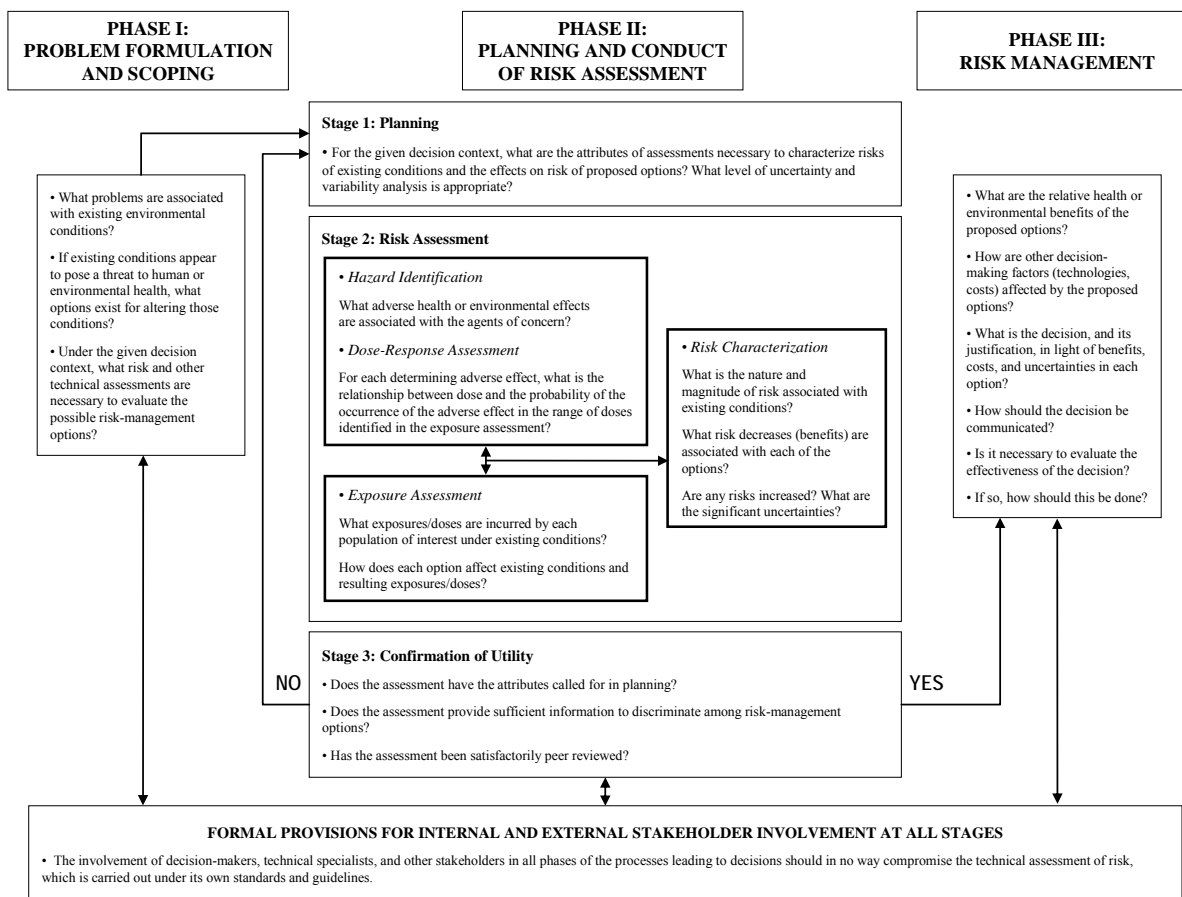 PHASE I:
PROBLEM FORMULATION
AND SCOPING
PHASE II:
PLANNING AND CONDUCT
OF RISK ASSESSMENT
PHASE III:
RISK MANAGEMENT
• What problems are associated
with existing environmental
conditions?
• If existing conditions appear
to pose a threat to human or
environmental health, what
options exist for altering those
conditions?
• Under the given decision
context, what risk and other
technical assessments are
necessary to evaluate the
possible risk-management
options?
Stage 1: Planning
• For the given decision context, what are the attributes of assessments necessary to characterize risks
of existing conditions and the effects on risk of proposed options? What level of uncertainty and
variability analysis is appropriate?
Stage 2: Risk Assessment
• Hazard Identification
What adverse health or environmental effects
are associated with the agents of concern?
• Dose-Response Assessment
For each determining adverse effect, what is the
relationship between dose and the probability of the
occurrence of the adverse effect in the range of doses
identified in the exposure assessment?
• Exposure Assessment
What exposures/doses are incurred by each
population of interest under existing conditions?
How does each option affect existing conditions and
resulting exposures/doses?
• Risk Characterization
What is the nature and
magnitude of risk associated with
existing conditions?
What risk decreases (benefits) are
associated with each of the
options?
Are any risks increased? What are
the significant uncertainties?
Stage 3: Confirmation of Utility
• Does the assessment have the attributes called for in planning?
• Does the assessment provide sufficient information to discriminate among risk-management
options?
• Has the assessment been satisfactorily peer reviewed?
NO
YES
• What are the relative health or
environmental benefits of the
proposed options?
• How are other decision-
making factors (technologies,
costs) affected by the proposed
options?
• What is the decision, and its
justification, in light of benefits,
costs, and uncertainties in each
option?
• How should the decision be
communicated?
• Is it necessary to evaluate the
effectiveness of the decision?
• If so, how should this be done?
FORMAL PROVISIONS FOR INTERNAL AND EXTERNAL STAKEHOLDER INVOLVEMENT AT ALL STAGES
• The involvement of decision-makers, technical specialists, and other stakeholders in all phases of the processes leading to decisions should in no way compromise the technical assessment of risk,
which is carried out under its own standards and guidelines.